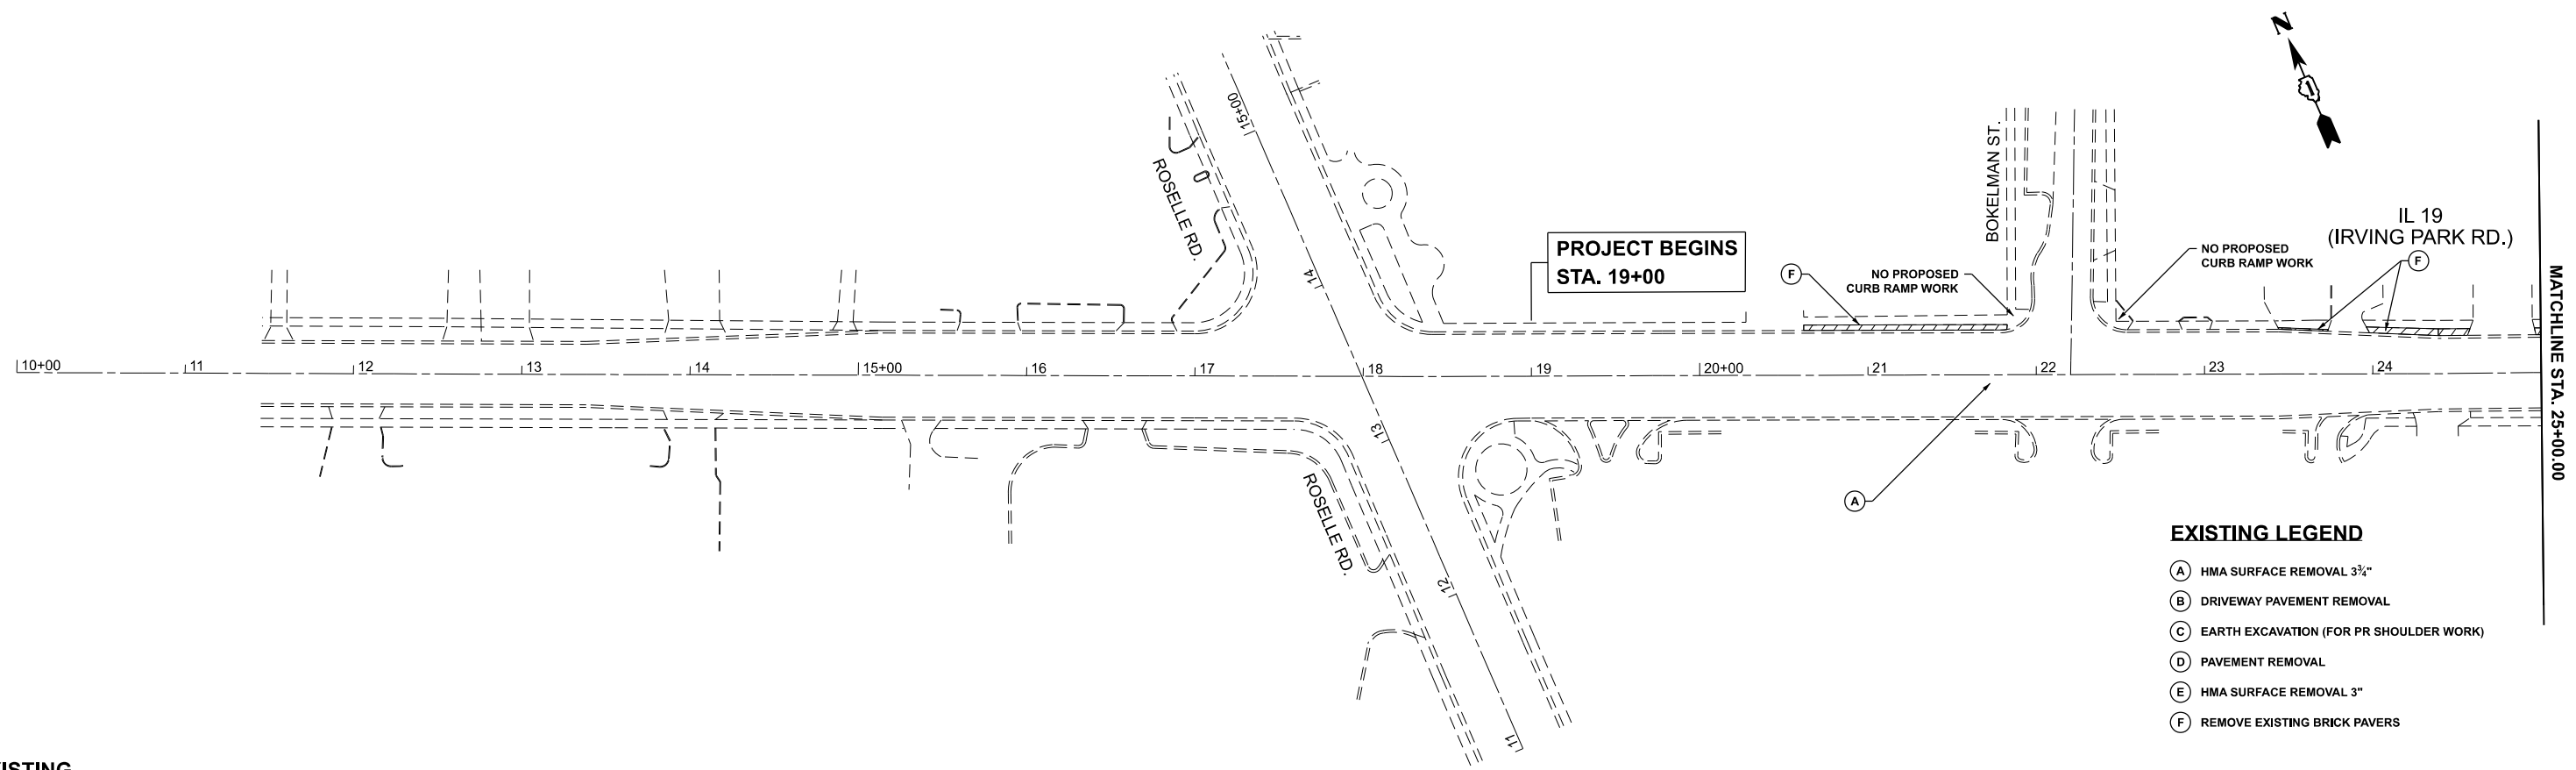 N
15+00
ROSELLE RD.
14
BOKELMAN ST.
IL 19
(IRVING PARK RD.)
F
PROJECT BEGINS
STA. 19+00
F
NO PROPOSED
CURB RAMP WORK
NO PROPOSED
CURB RAMP WORK
10+00 11 12 13 14 15+00 16 17 18 19 20+00 21 22 23 24
MATCHLINE STA. 25+00.00
13
ROSELLE RD.
A
12
11
EXISTING LEGEND
A HMA SURFACE REMOVAL 3¾"
B DRIVEWAY PAVEMENT REMOVAL
C EARTH EXCAVATION (FOR PR SHOULDER WORK)
D PAVEMENT REMOVAL
E HMA SURFACE REMOVAL 3"
F REMOVE EXISTING BRICK PAVERS